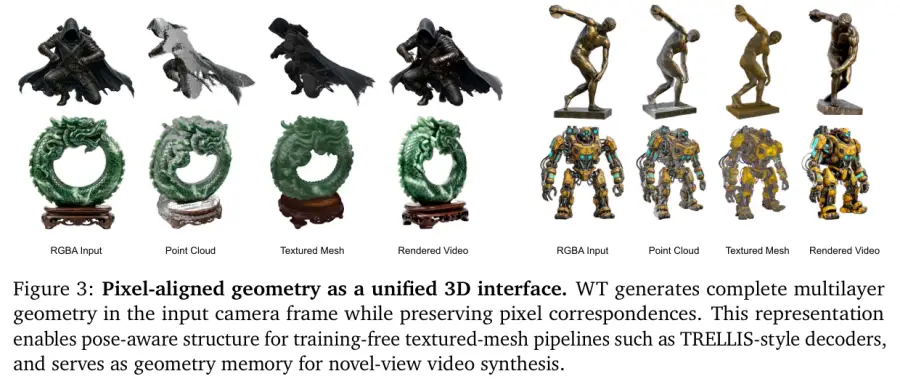 RGBA Input Point Cloud Textured Mesh Rendered Video RGBA Input Point Cloud Textured Mesh Rendered Video
Figure 3: Pixel-aligned geometry as a unified 3D interface. WT generates complete multilayer
geometry in the input camera frame while preserving pixel correspondences. This representation
enables pose-aware structure for training-free textured-mesh pipelines such as TRELLIS-style decoders,
and serves as geometry memory for novel-view video synthesis.